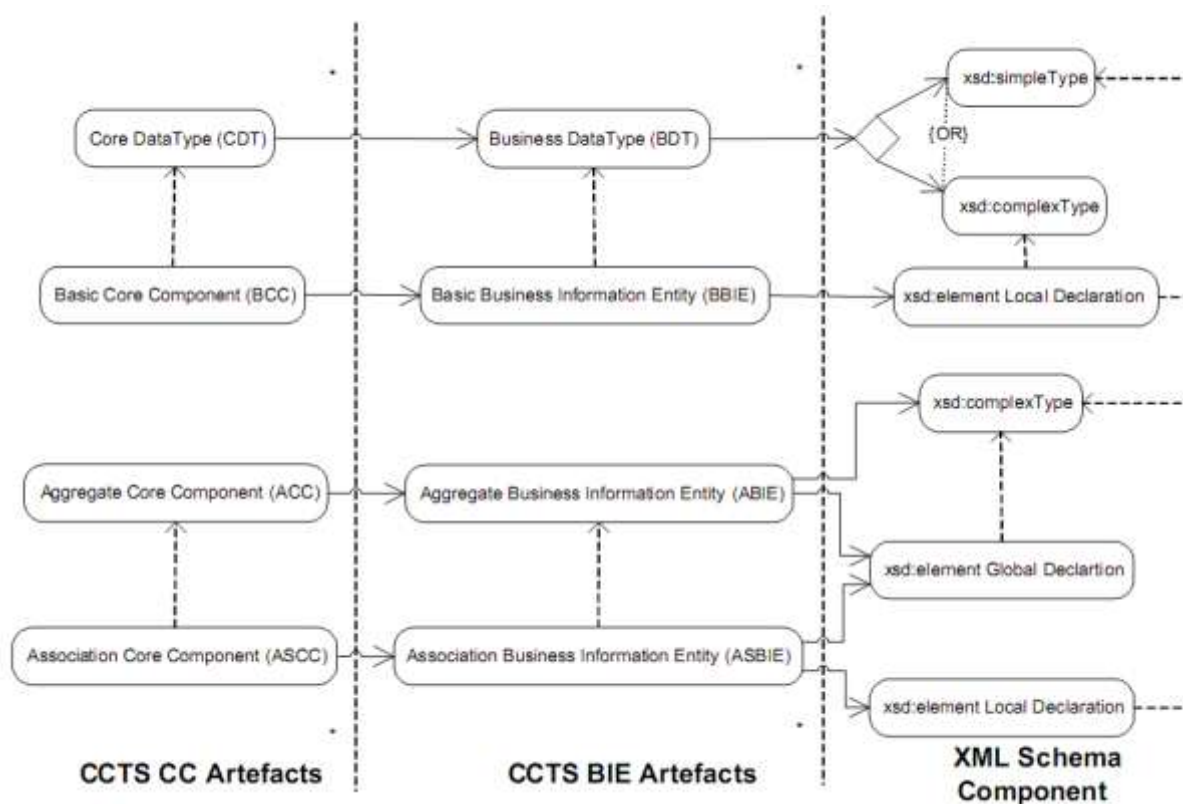 xsd:simpleType
Core DataType (CDT)
Business DataType (BDT)
{OR}
xsd:complexType
Basic Core Component (BCC)
Basic Business Information Entity (BBIE)
xsd:element Local Declaration
xsd:complexType
Aggregate Core Component (ACC)
Aggregate Business Information Entity (ABIE)
xsd:element Global Declartion
Association Core Component (ASCC)
Association Business Information Entity (ASBIE)
xsd:element Local Declaration
CCTS CC Artefacts
CCTS BIE Artefacts
XML Schema
Component